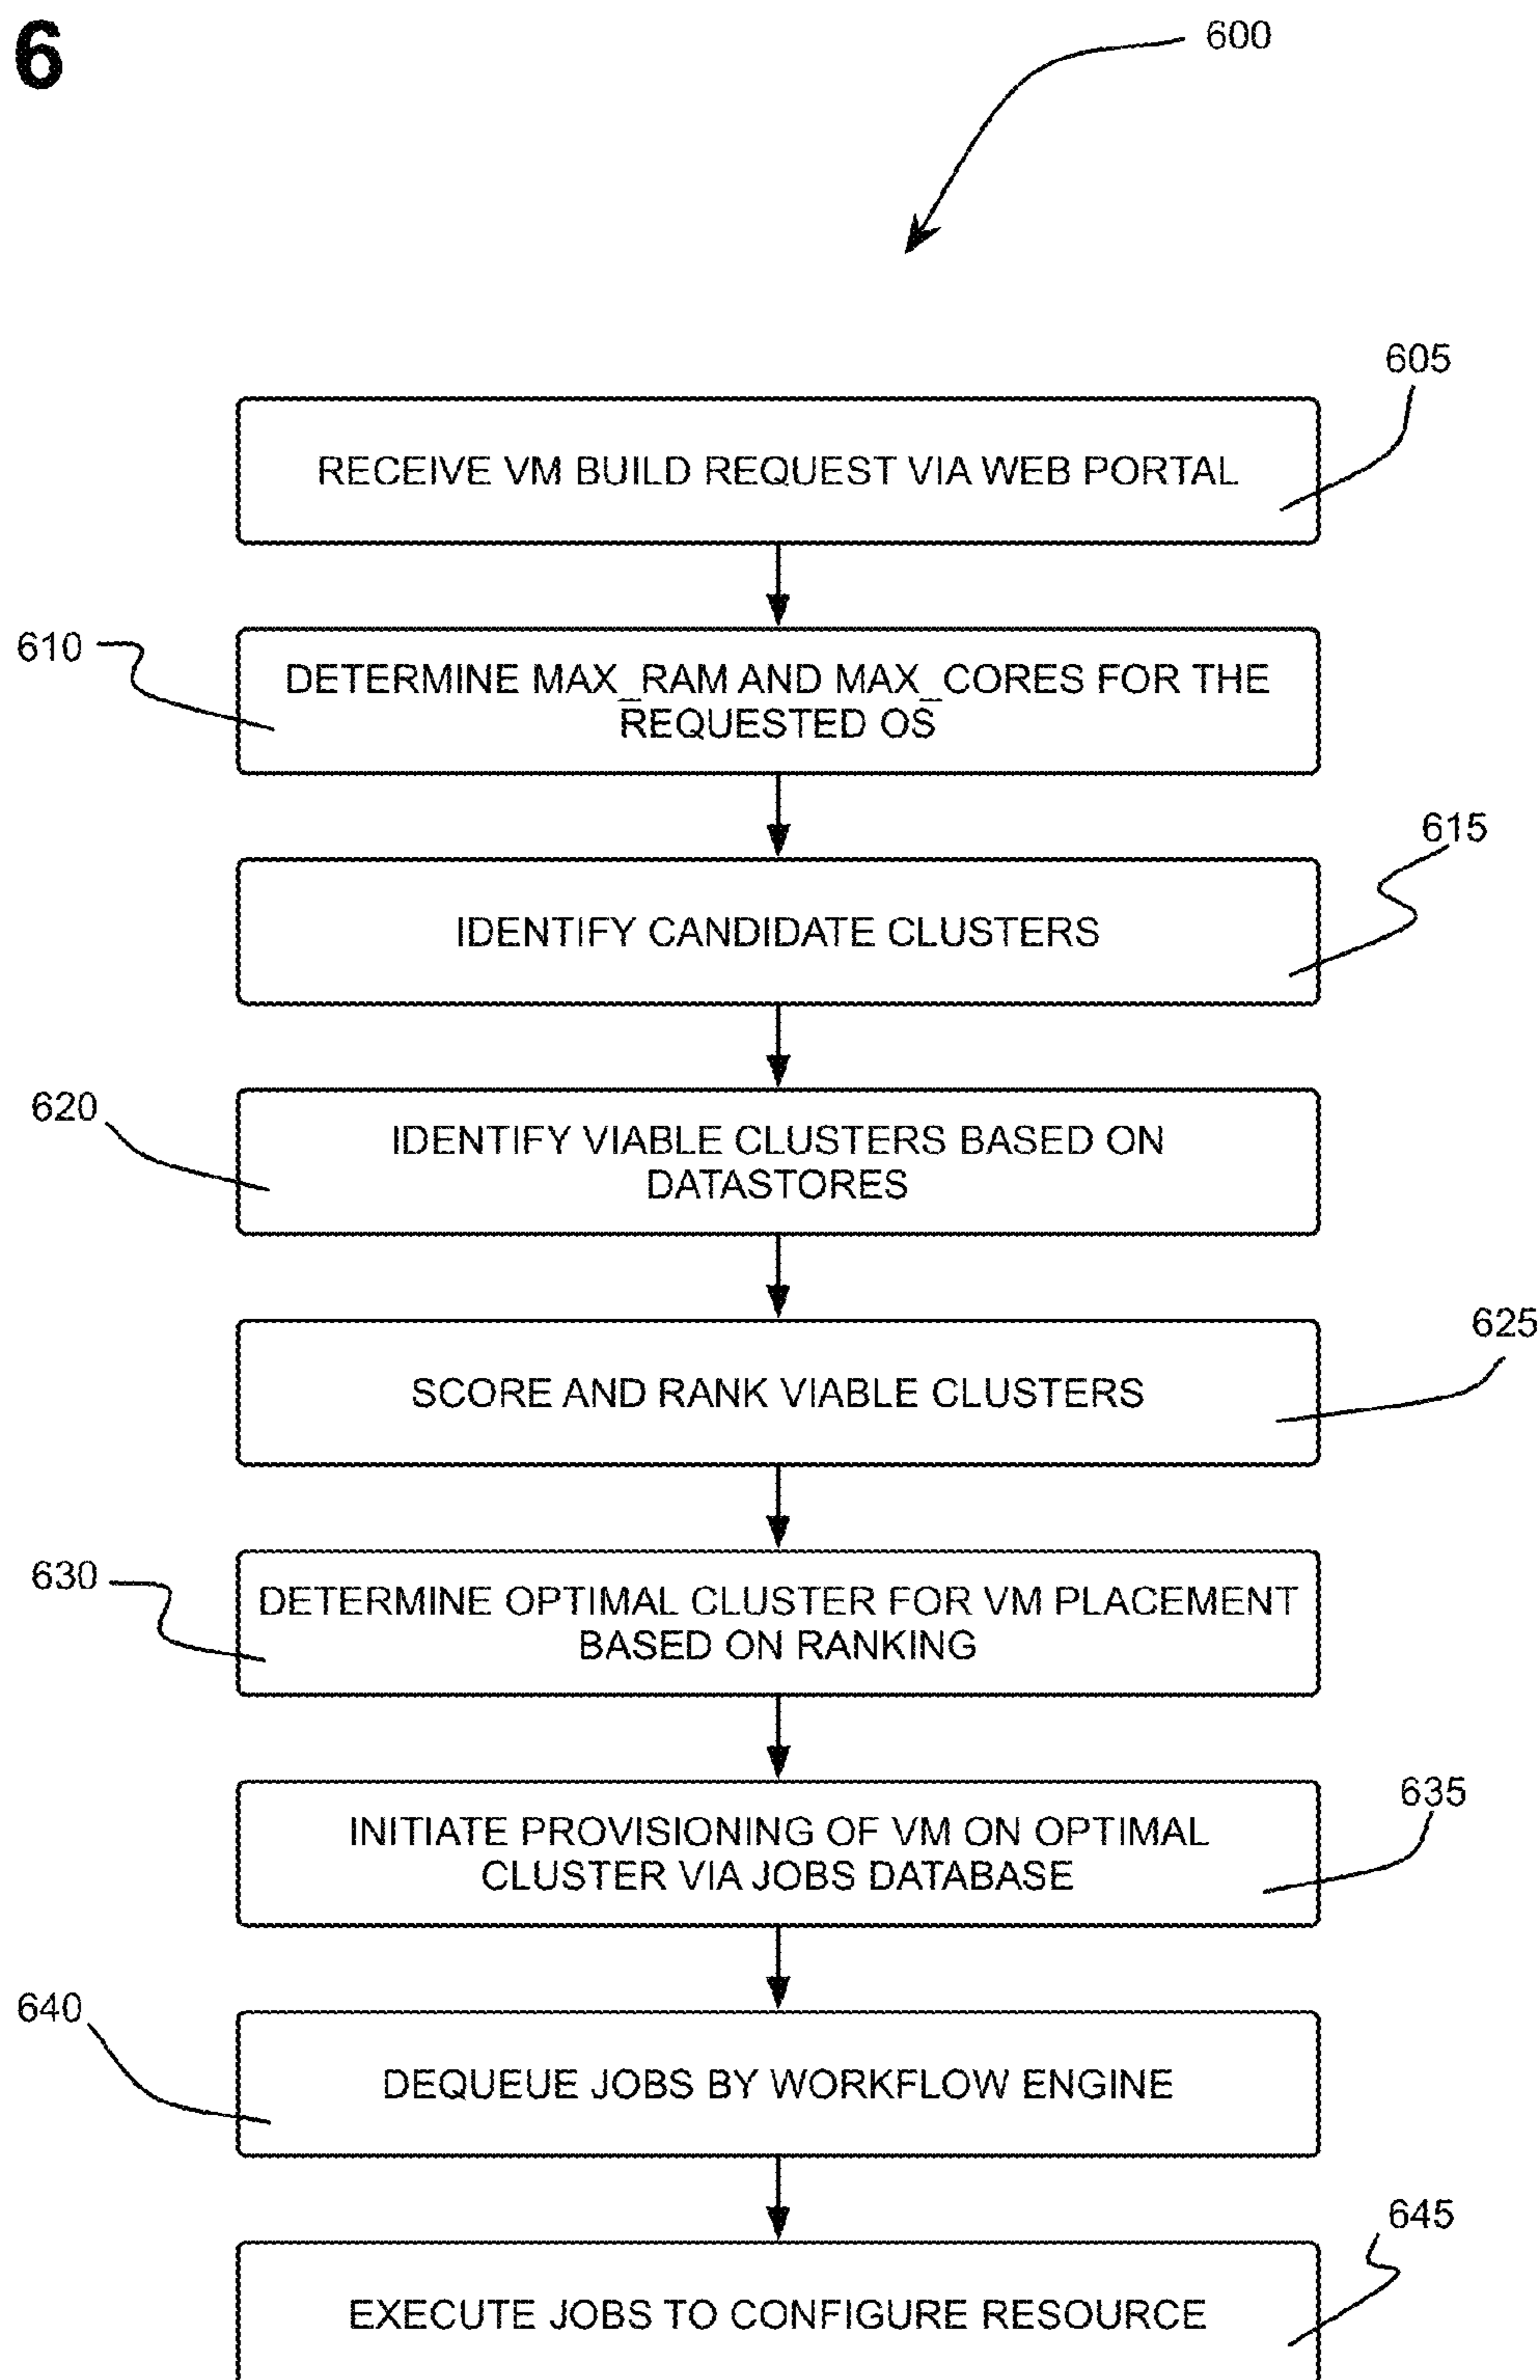 6
600
605
RECEIVE VM BUILD REQUEST VIA WEB PORTAL
610
DETERMINE MAX_RAM AND MAX_CORES FOR THE
REQUESTED OS
615
IDENTIFY CANDIDATE CLUSTERS
620
IDENTIFY VIABLE CLUSTERS BASED ON
DATASTORES
625
SCORE AND RANK VIABLE CLUSTERS
630
DETERMINE OPTIMAL CLUSTER FOR VM PLACEMENT
BASED ON RANKING
635
INITIATE PROVISIONING OF VM ON OPTIMAL
CLUSTER VIA JOBS DATABASE
640
DEQUEUE JOBS BY WORKFLOW ENGINE
645
EXECUTE JOBS TO CONFIGURE RESOURCE